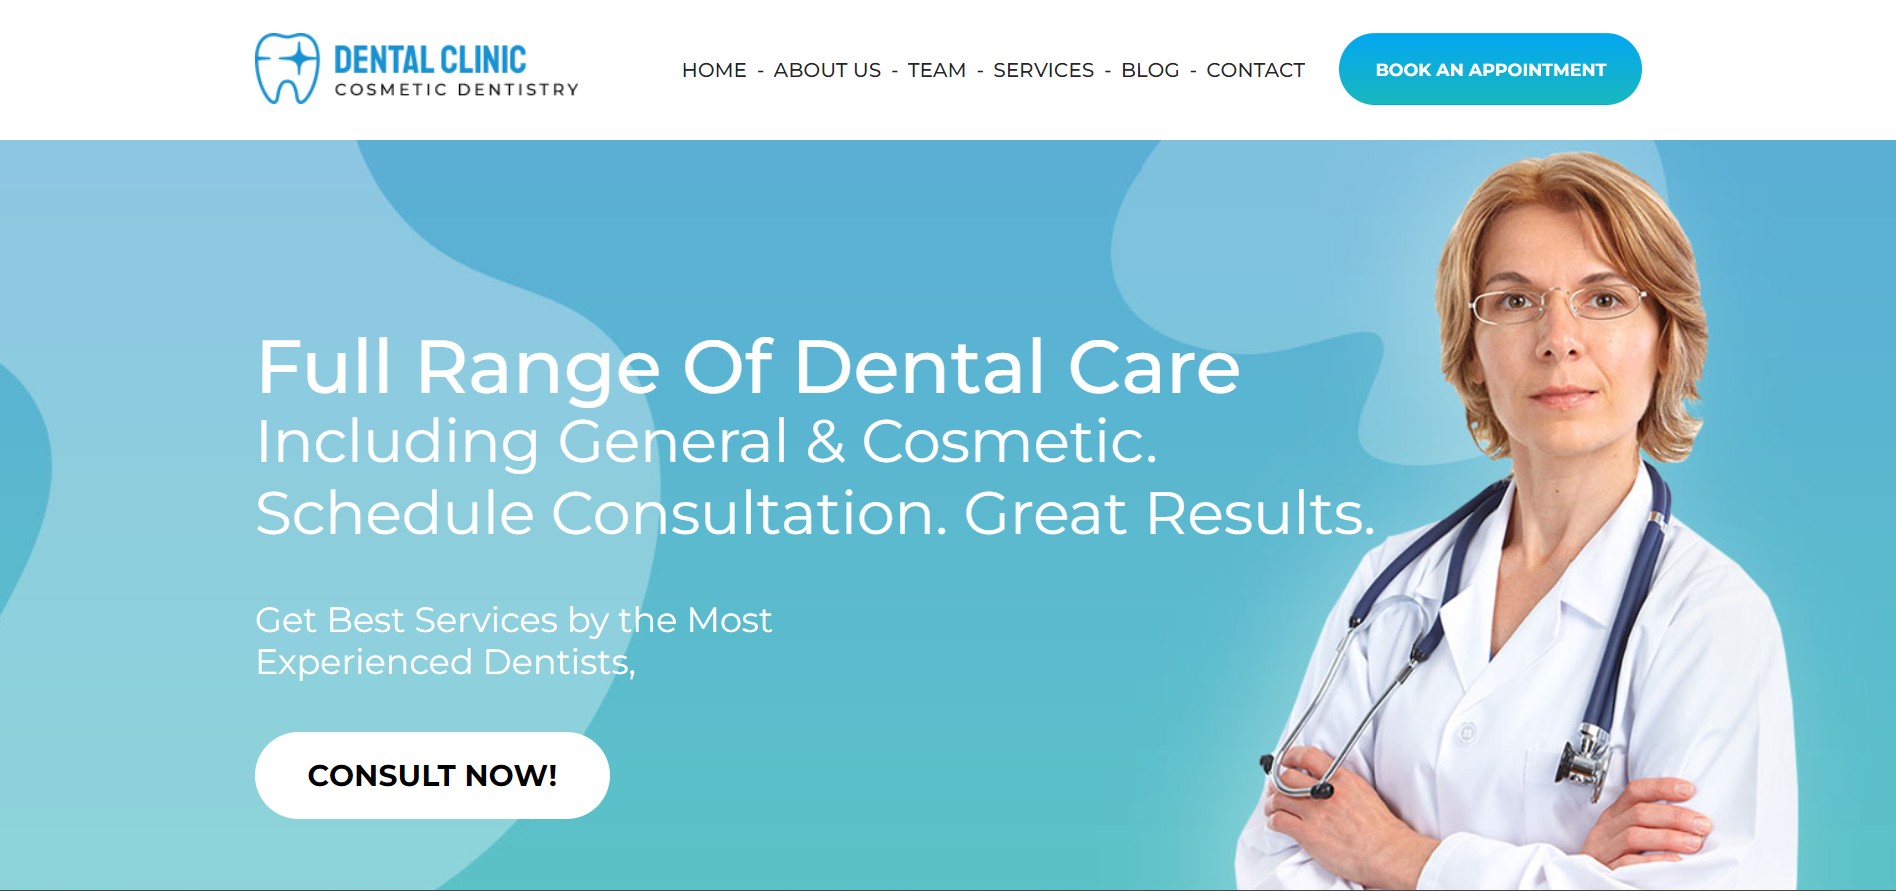 DENTAL CLINIC
COSMETIC DENTISTRY
HOME - ABOUT US - TEAM - SERVICES - BLOG - CONTACT
BOOK AN APPOINTMENT
Full Range Of Dental Care
Including General & Cosmetic.
Schedule Consultation. Great Results.
Get Best Services by the Most
Experienced Dentists,
CONSULT NOW!